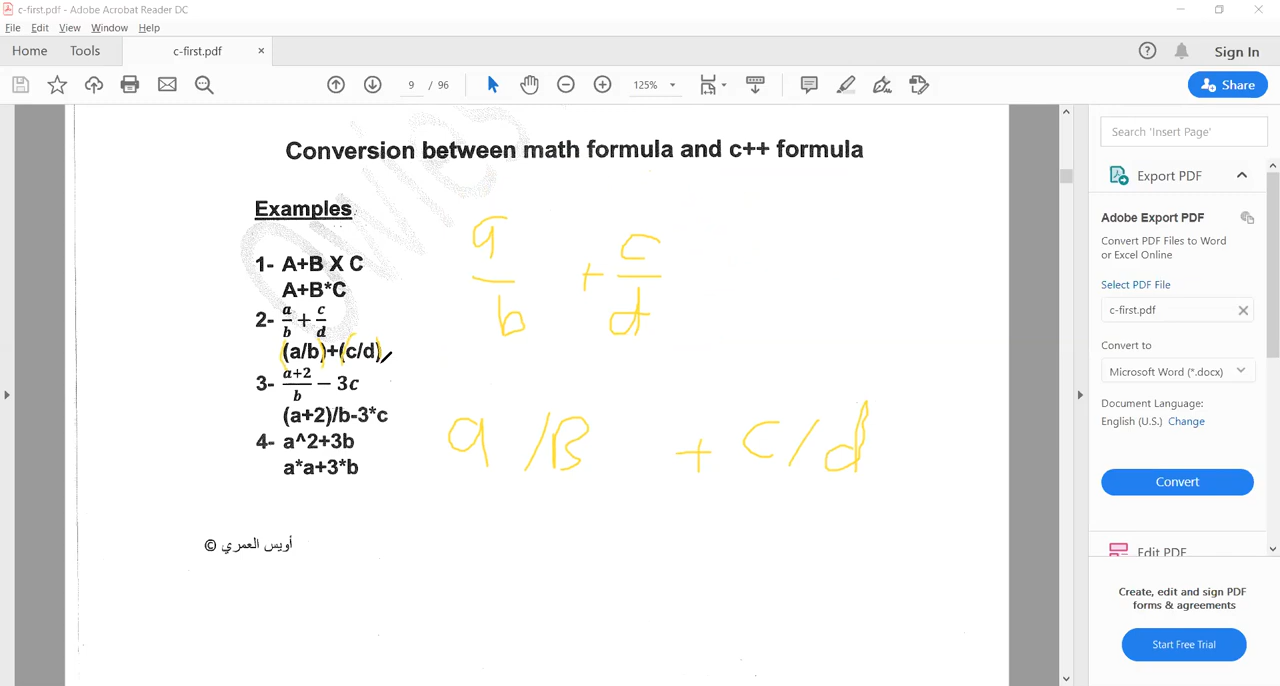 c-first.pdf - Adobe Acrobat Reader DC
File Edit View Window Help
Home Tools c-first.pdf × Sign In
9 / 96 125% Share
Conversion between math formula and c++ formula
Examples
1- A+B X C
A+B*C
2- a/b + c/d
(a/b)+(c/d)
3- a+2/b − 3c
(a+2)/b-3*c
4- a^2+3b
a*a+3*b
© أويس العمري
a/b + c/d
a/B + c/d
Search 'Insert Page'
Export PDF
Adobe Export PDF
Convert PDF Files to Word
or Excel Online
Select PDF File
c-first.pdf
Convert to
Microsoft Word (*.docx)
Document Language:
English (U.S.) Change
Convert
Edit PDF
Create, edit and sign PDF
forms & agreements
Start Free Trial